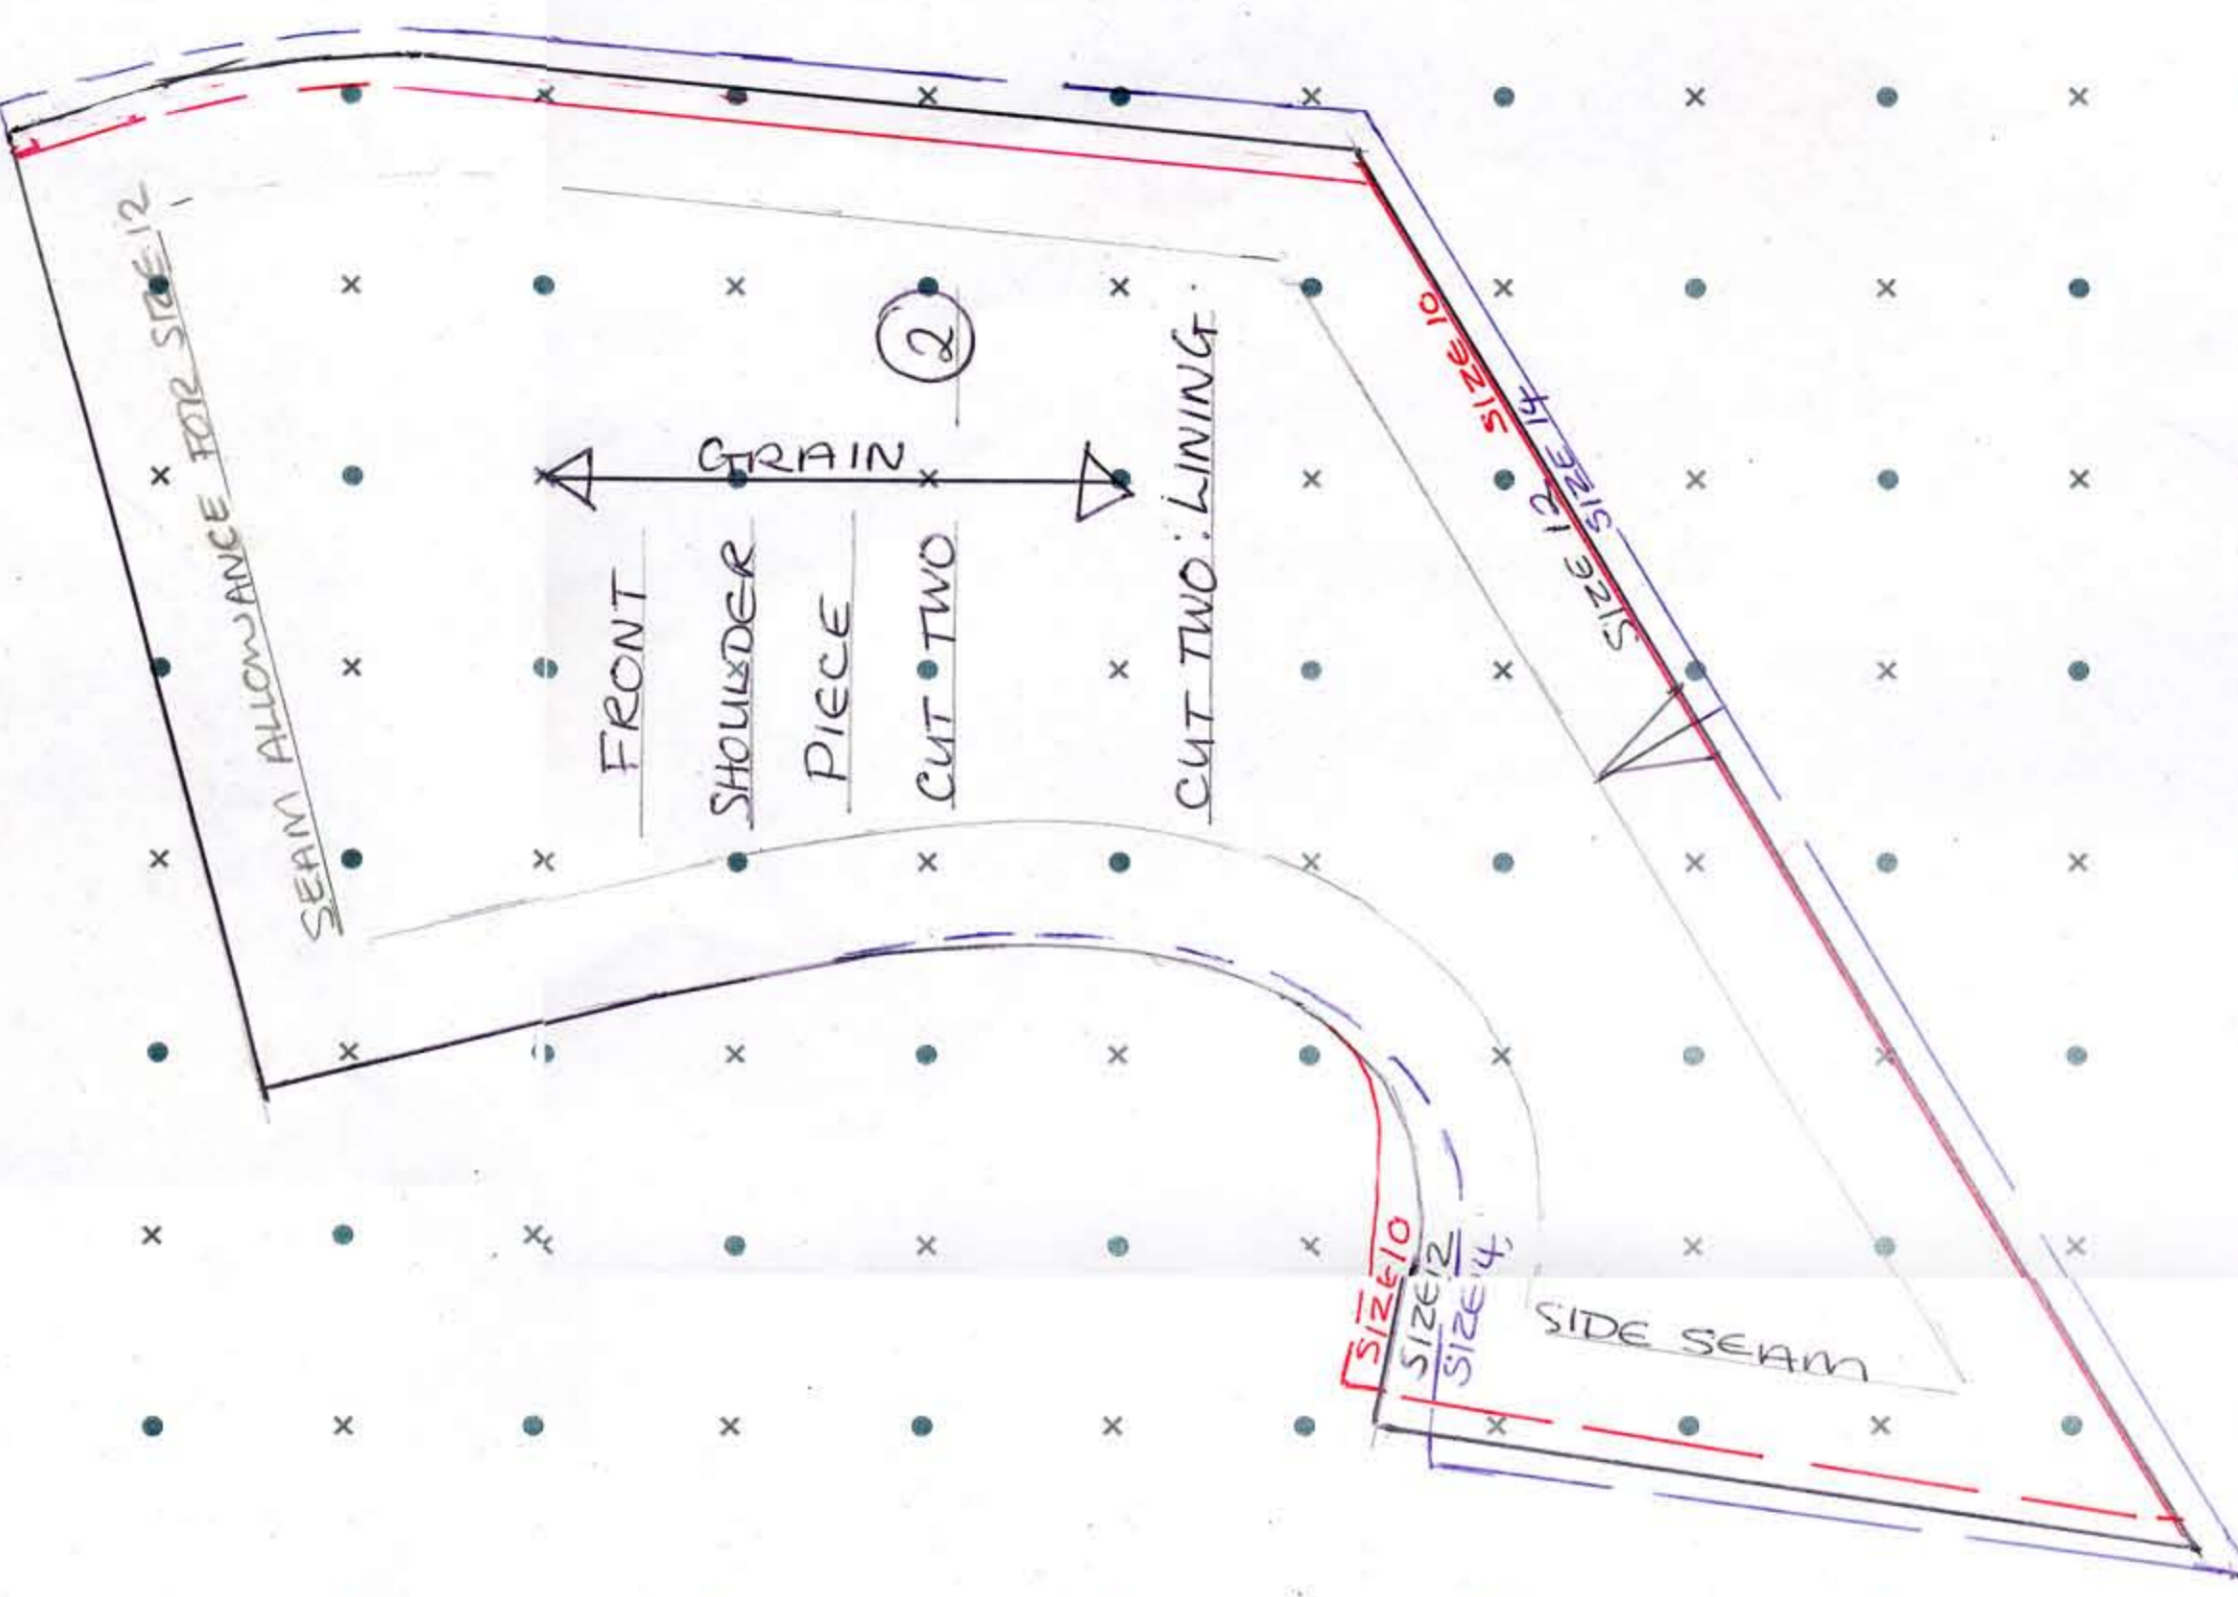 SEAM ALLOWANCE FOR SIZE 12
2
GRAIN
FRONT
SHOULDER
PIECE
CUT TWO
CUT TWO: LINING.
SIZE 10
SIZE 12
SIZE 14
SIZE 10
SIZE 12
SIZE 14
SIDE SEAM